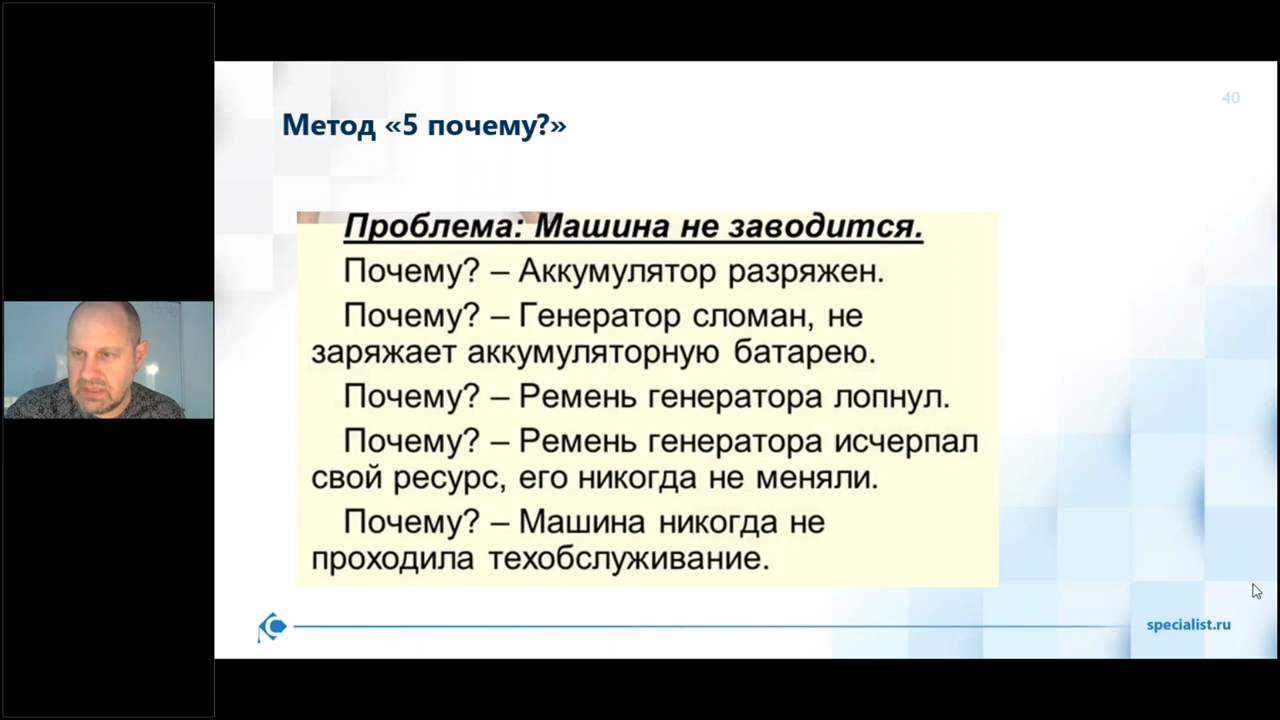 40
Метод «5 почему?»
Проблема: Машина не заводится.
Почему? – Аккумулятор разряжен.
Почему? – Генератор сломан, не
заряжает аккумуляторную батарею.
Почему? – Ремень генератора лопнул.
Почему? – Ремень генератора исчерпал
свой ресурс, его никогда не меняли.
Почему? – Машина никогда не
проходила техобслуживание.
specialist.ru